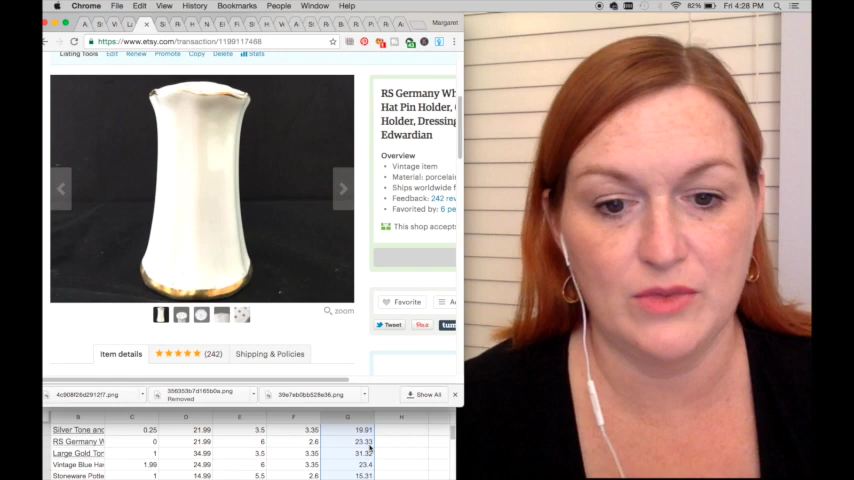 Chrome File Edit View History Bookmarks People Window Help 82% Fri 4:28 PM
Margaret
https://www.etsy.com/transaction/1199117468
Listing Tools Edit Renew Promote Copy Delete Stats
RS Germany Wh
Hat Pin Holder,
Holder, Dressing
Edwardian
Overview
Vintage item
Material: porcelai
Ships worldwide f
Feedback: 242 rev
Favorited by: 6 pe
This shop accepts
zoom
Favorite
Tweet
tum
Item details (242) Shipping & Policies
356353b7d165b0a.png
Removed
39e7eb0bb528e36.png
Show All
B C D E F G H
Silver Tone and 0.25 21.99 3.5 3.35 19.91
RS Germany W 0 21.99 6 2.6 23.33
Large Gold Ton 1 34.99 3.5 3.35 31.32
Vintage Blue Ha 1.99 24.99 6 3.35 23.4
Stoneware Potte 1 14.99 5.5 2.6 15.31